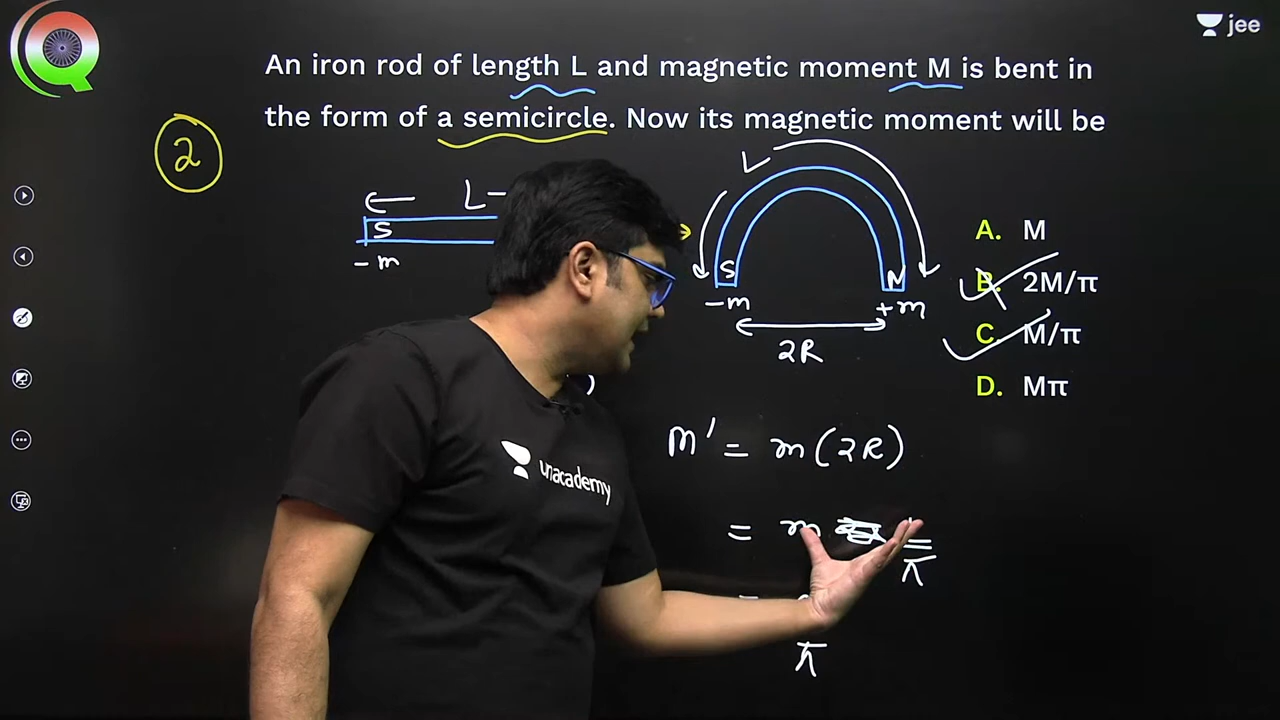 jee
An iron rod of length L and magnetic moment M is bent in
the form of a semicircle. Now its magnetic moment will be
2
L
L
S
-m
S
N
-m
+m
2R
A. M
B. 2M/π
C. M/π
D. Mπ
M' = m(2R)
= m
π
=
π
unacademy